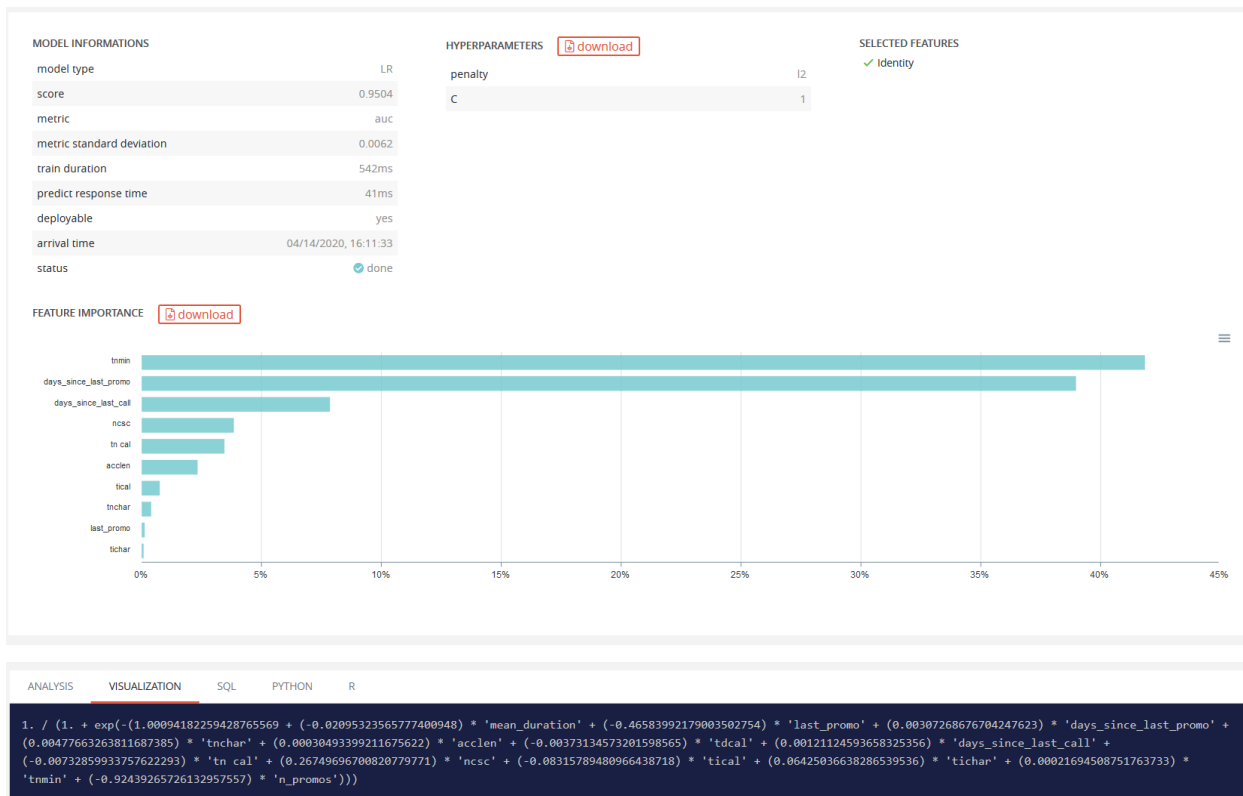 MODEL INFORMATIONS
model type LR
score 0.9504
metric auc
metric standard deviation 0.0062
train duration 542ms
predict response time 41ms
deployable yes
arrival time 04/14/2020, 16:11:33
status done
HYPERPARAMETERS download
penalty l2
C 1
SELECTED FEATURES
Identity
FEATURE IMPORTANCE download
tnmin
days_since_last_promo
days_since_last_call
ncsc
tn cal
acclen
tical
tnchar
last_promo
tichar
0% 5% 10% 15% 20% 25% 30% 35% 40% 45%
ANALYSIS VISUALIZATION SQL PYTHON R
1. / (1. + exp(-(1.00094182259428765569 + (-0.02095323565777400948) * 'mean_duration' + (-0.46583992179003502754) * 'last_promo' + (0.00307268676704247623) * 'days_since_last_promo' +
(0.00477663263811687385) * 'tnchar' + (0.00030493399211675622) * 'acclen' + (-0.00373134573201598565) * 'tdcal' + (0.00121124593658325356) * 'days_since_last_call' +
(-0.00732859933757622293) * 'tn cal' + (0.26749696700820779771) * 'ncsc' + (-0.08315789480966438718) * 'tical' + (0.06425036638286539536) * 'tichar' + (0.00021694508751763733) *
'tnmin' + (-0.92439265726132957557) * 'n_promos')))